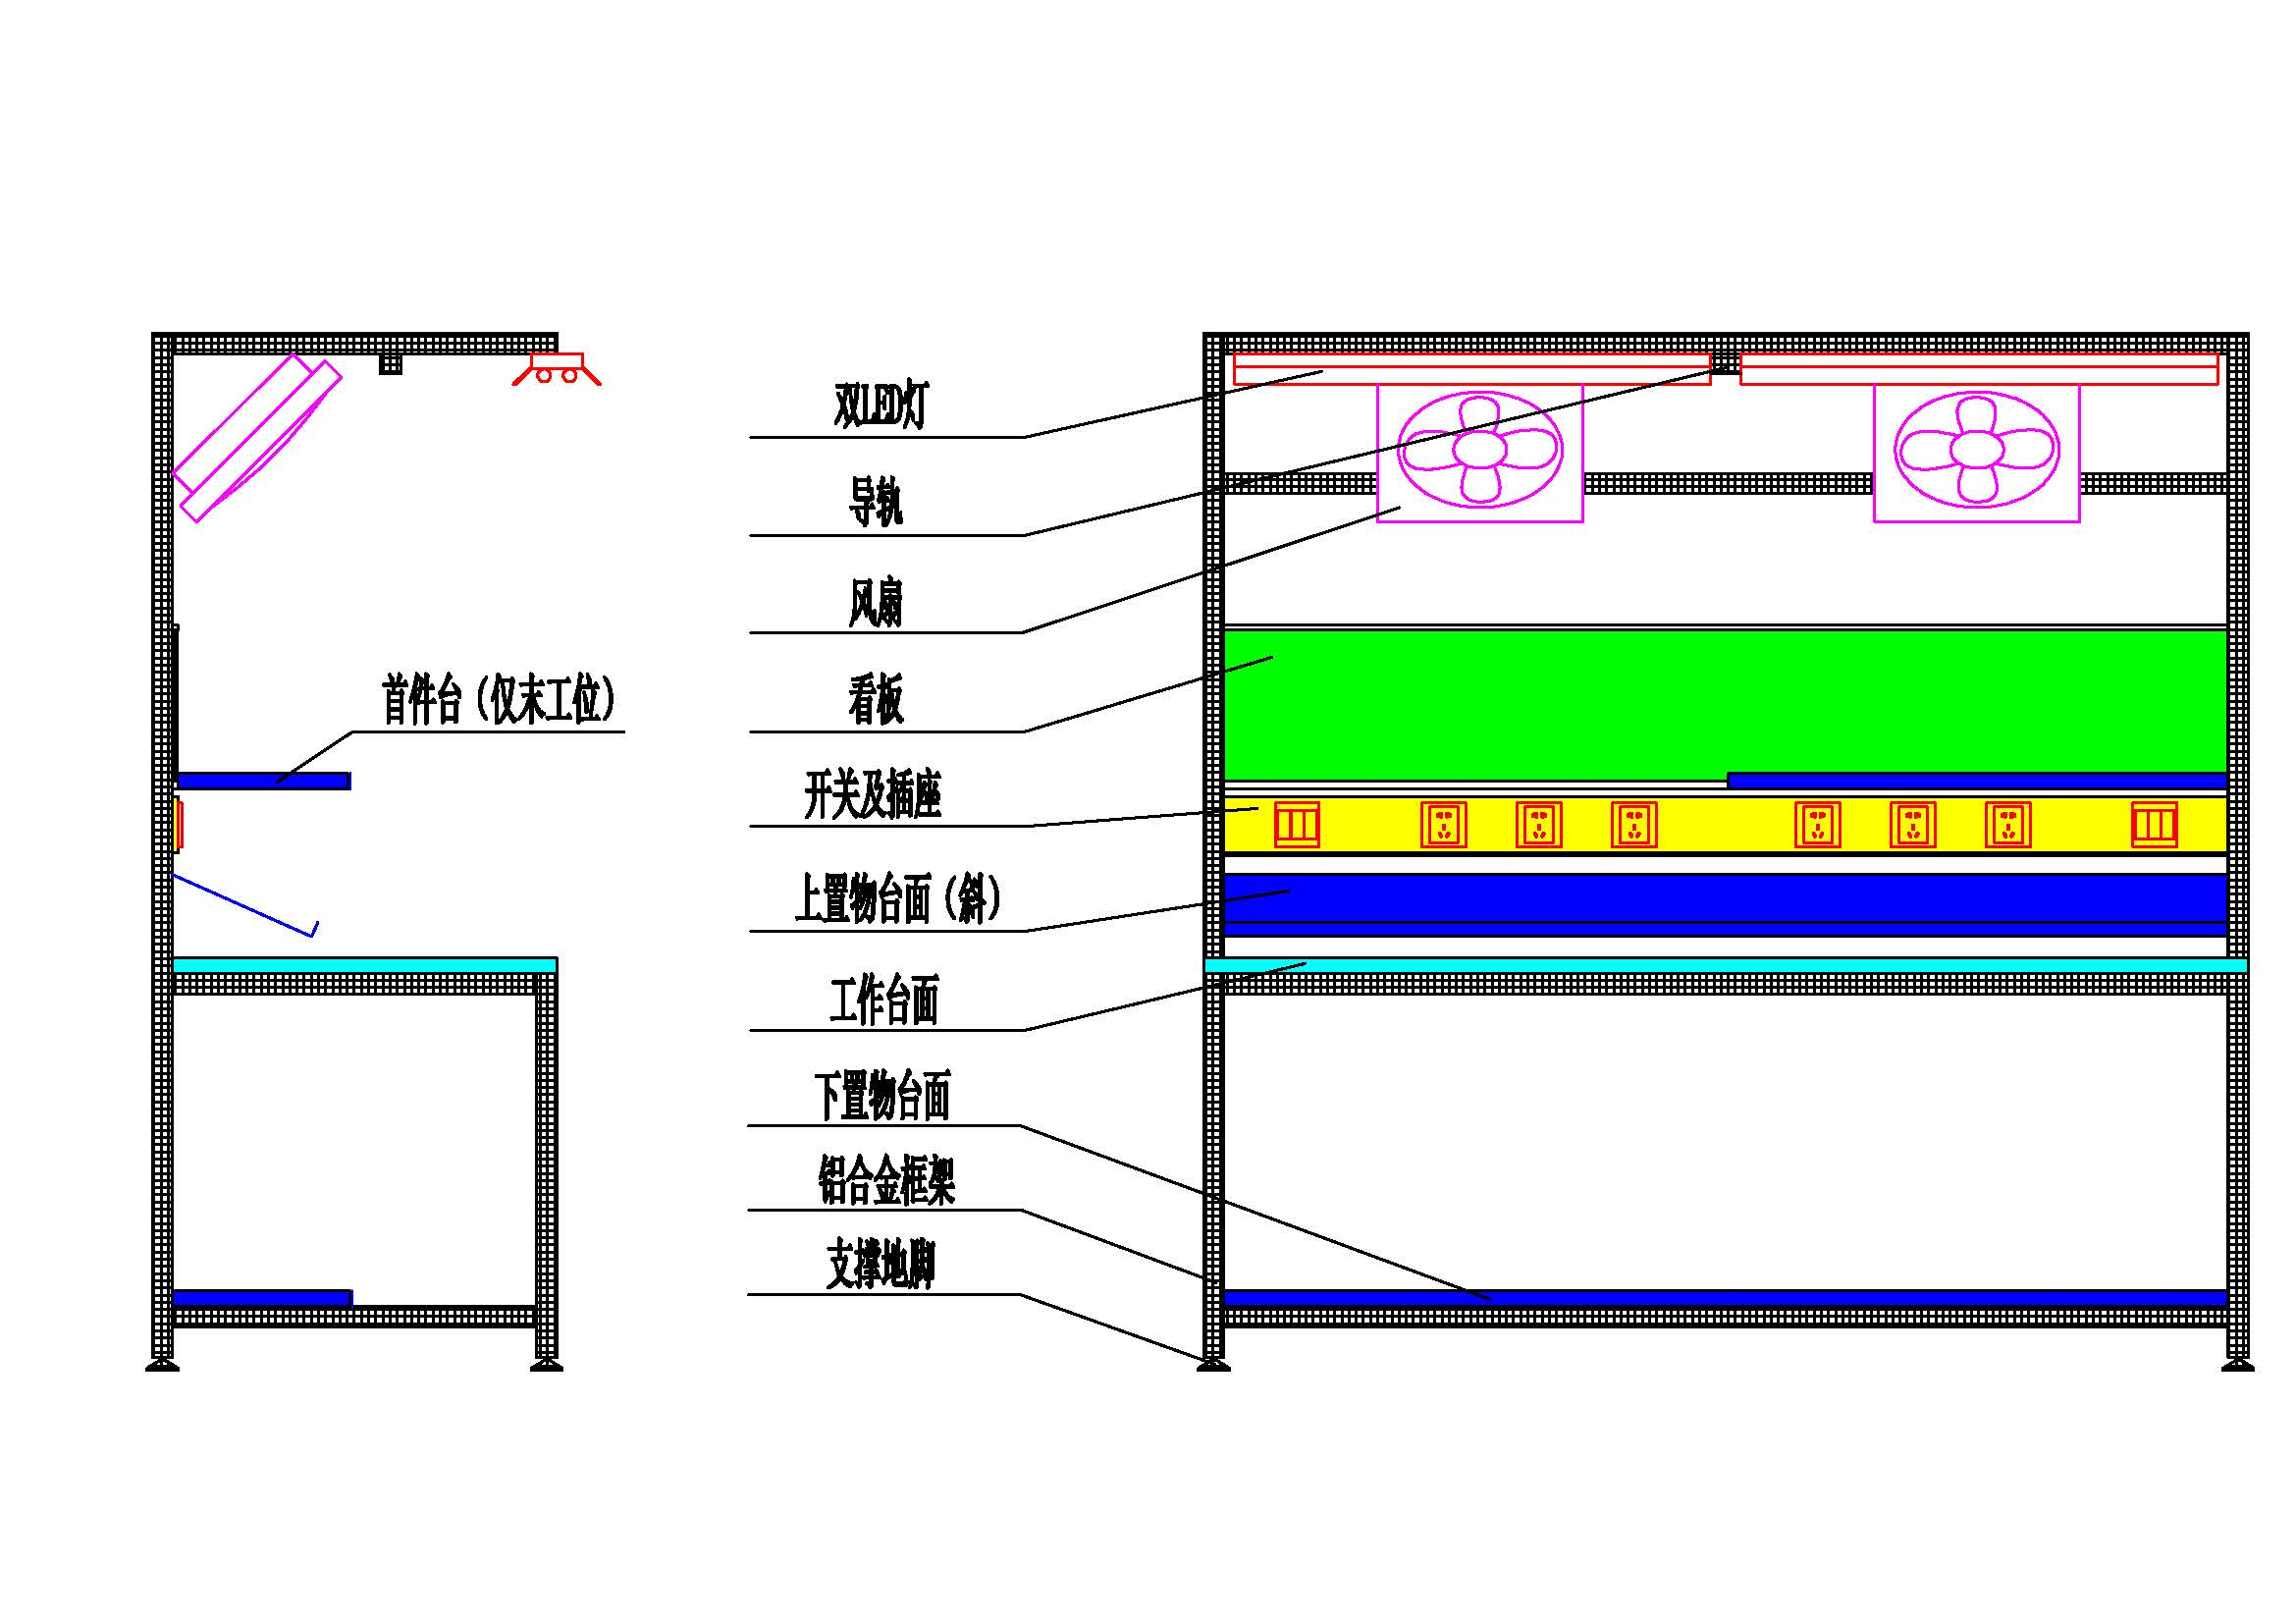 双LED灯
导轨
风扇
首件台（仅末工位）
看板
开关及插座
上置物台面（斜）
工作台面
下置物台面
铝合金框架
支撑地脚